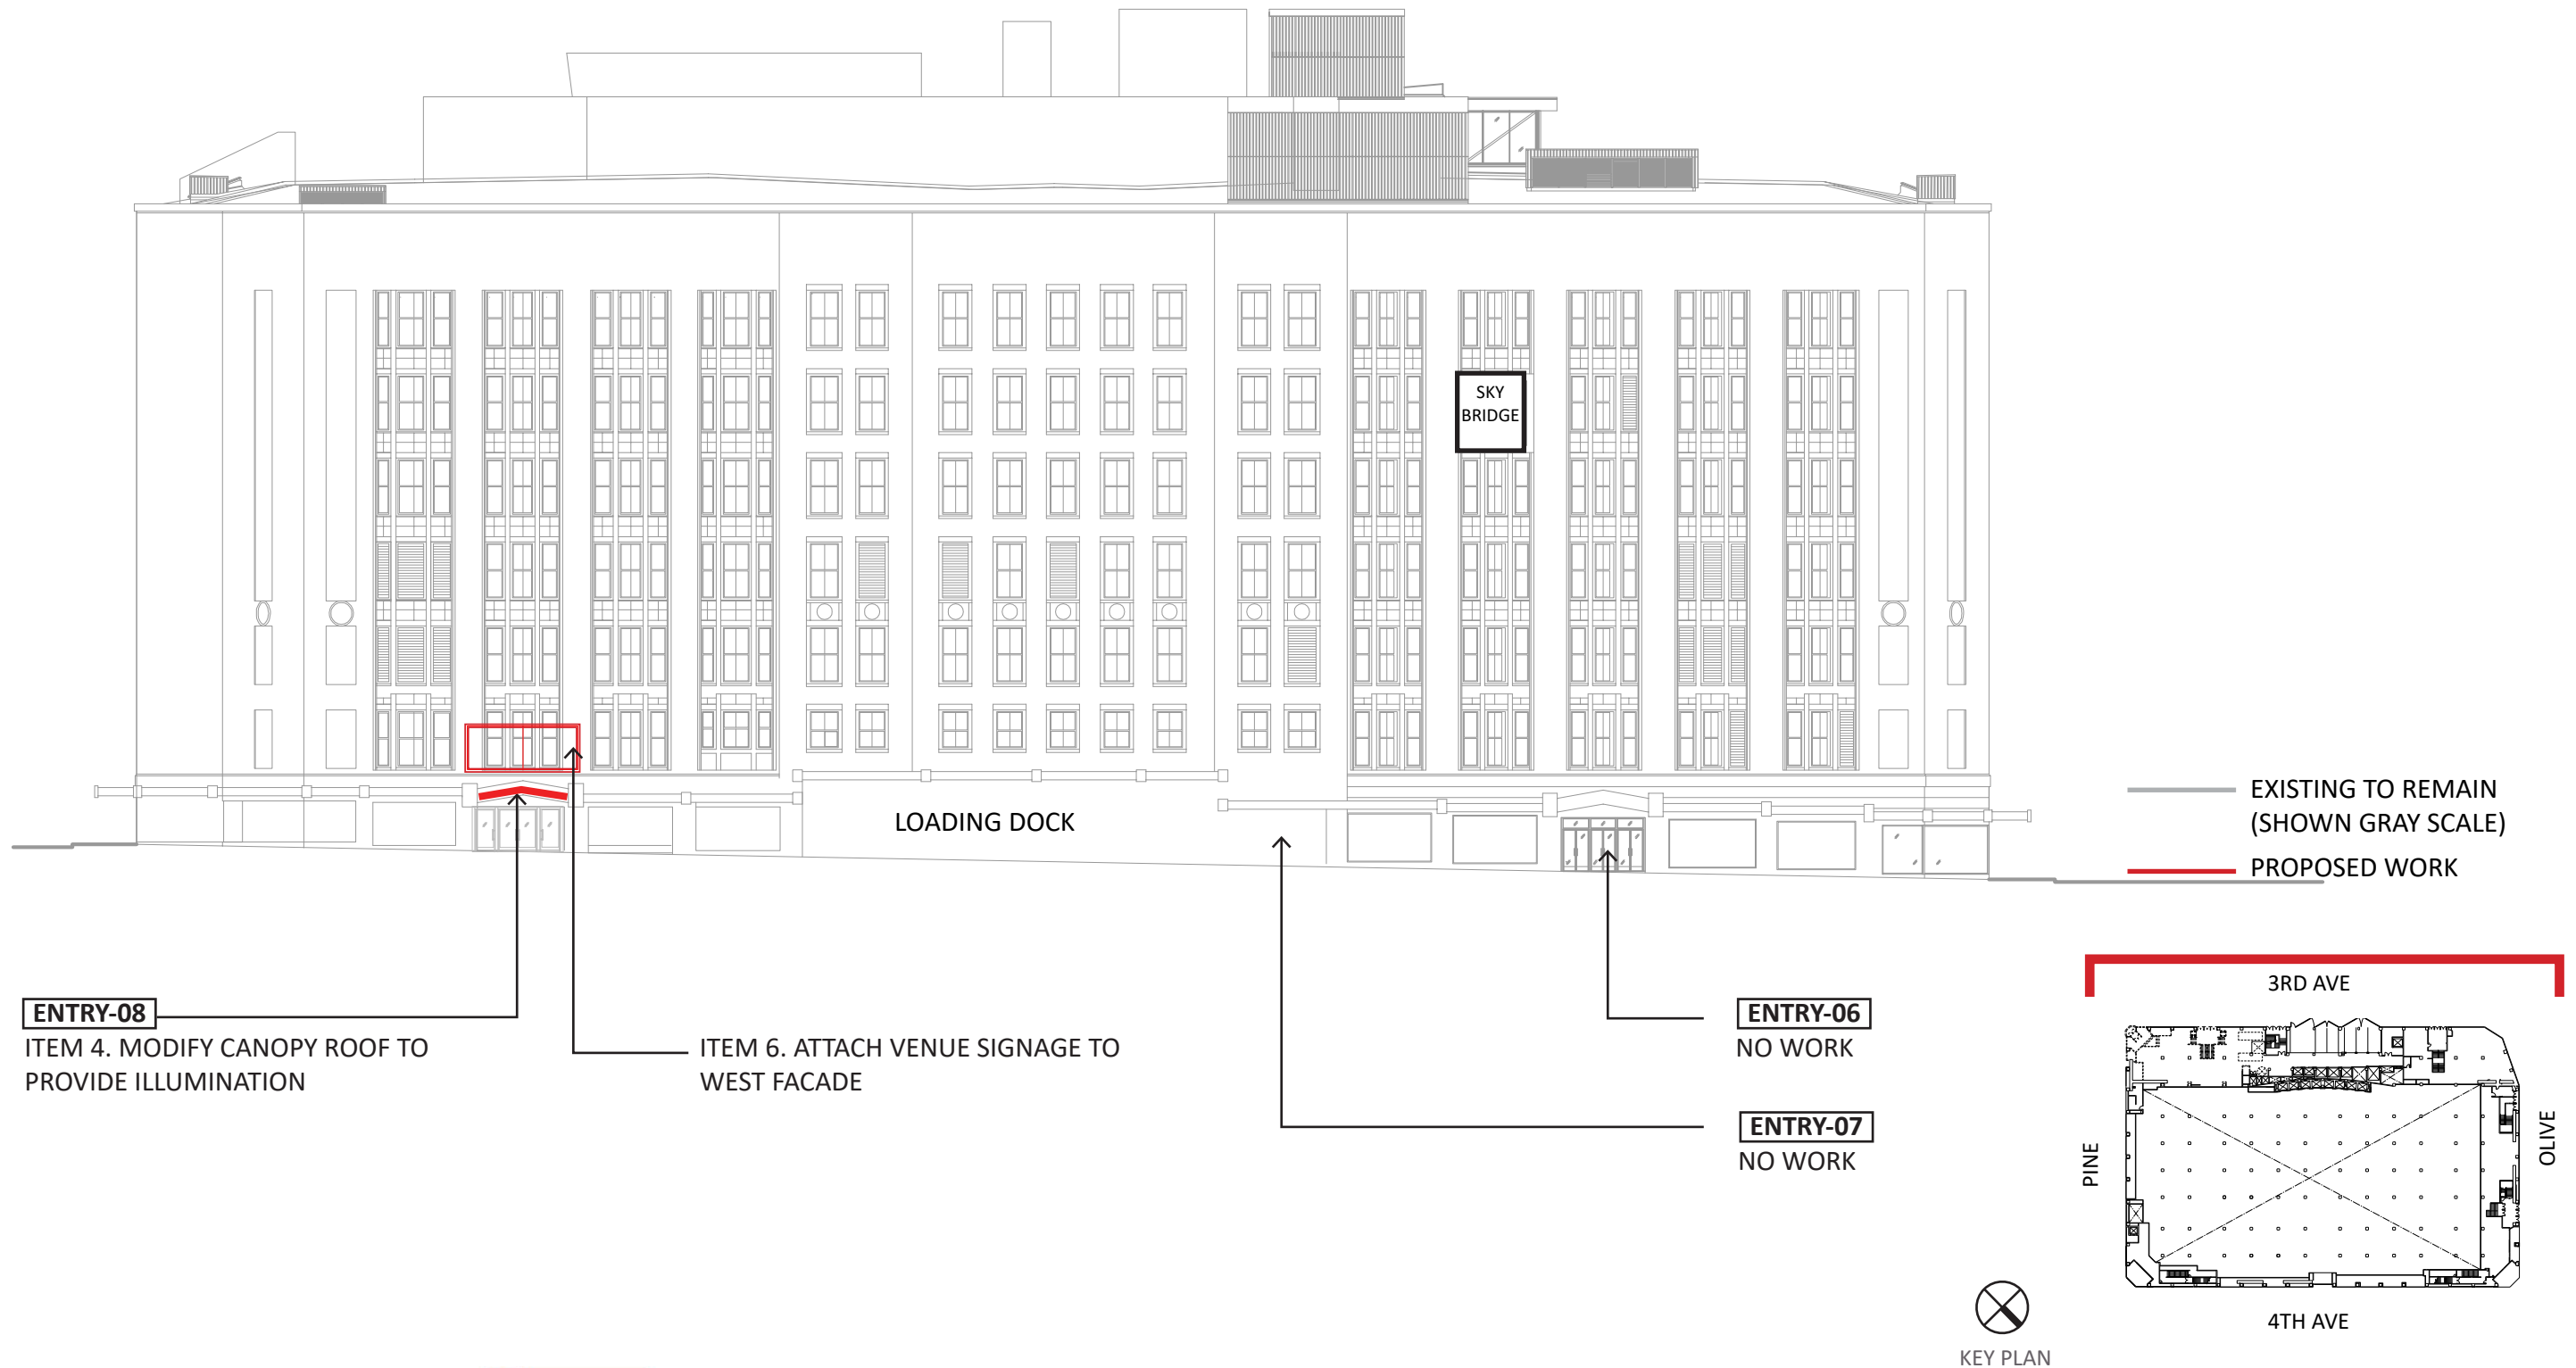 SKY
BRIDGE
LOADING DOCK
EXISTING TO REMAIN
(SHOWN GRAY SCALE)
PROPOSED WORK
ENTRY-08
ITEM 4. MODIFY CANOPY ROOF TO
PROVIDE ILLUMINATION
ITEM 6. ATTACH VENUE SIGNAGE TO
WEST FACADE
ENTRY-06
NO WORK
ENTRY-07
NO WORK
3RD AVE
PINE
OLIVE
4TH AVE
KEY PLAN